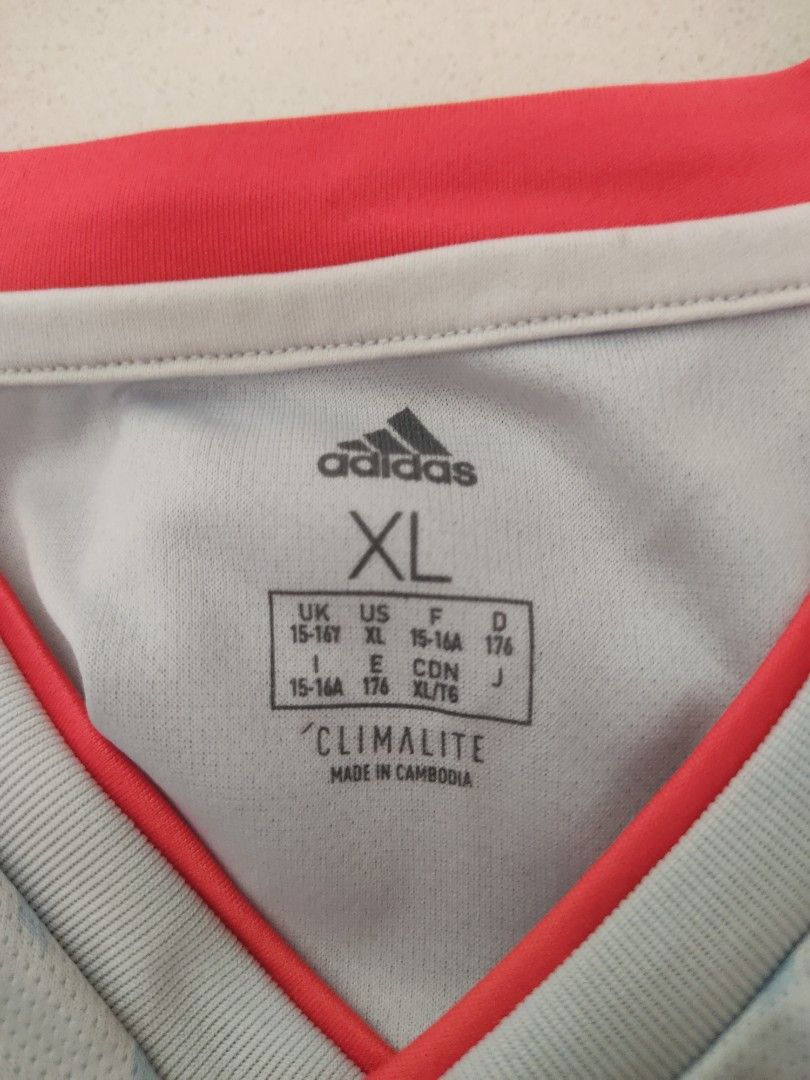 adidas
XL
UK US F D
15-16Y XL 15-16A 176
I E CDN J
15-16A 176 XL/TG
CLIMALITE
MADE IN CAMBODIA